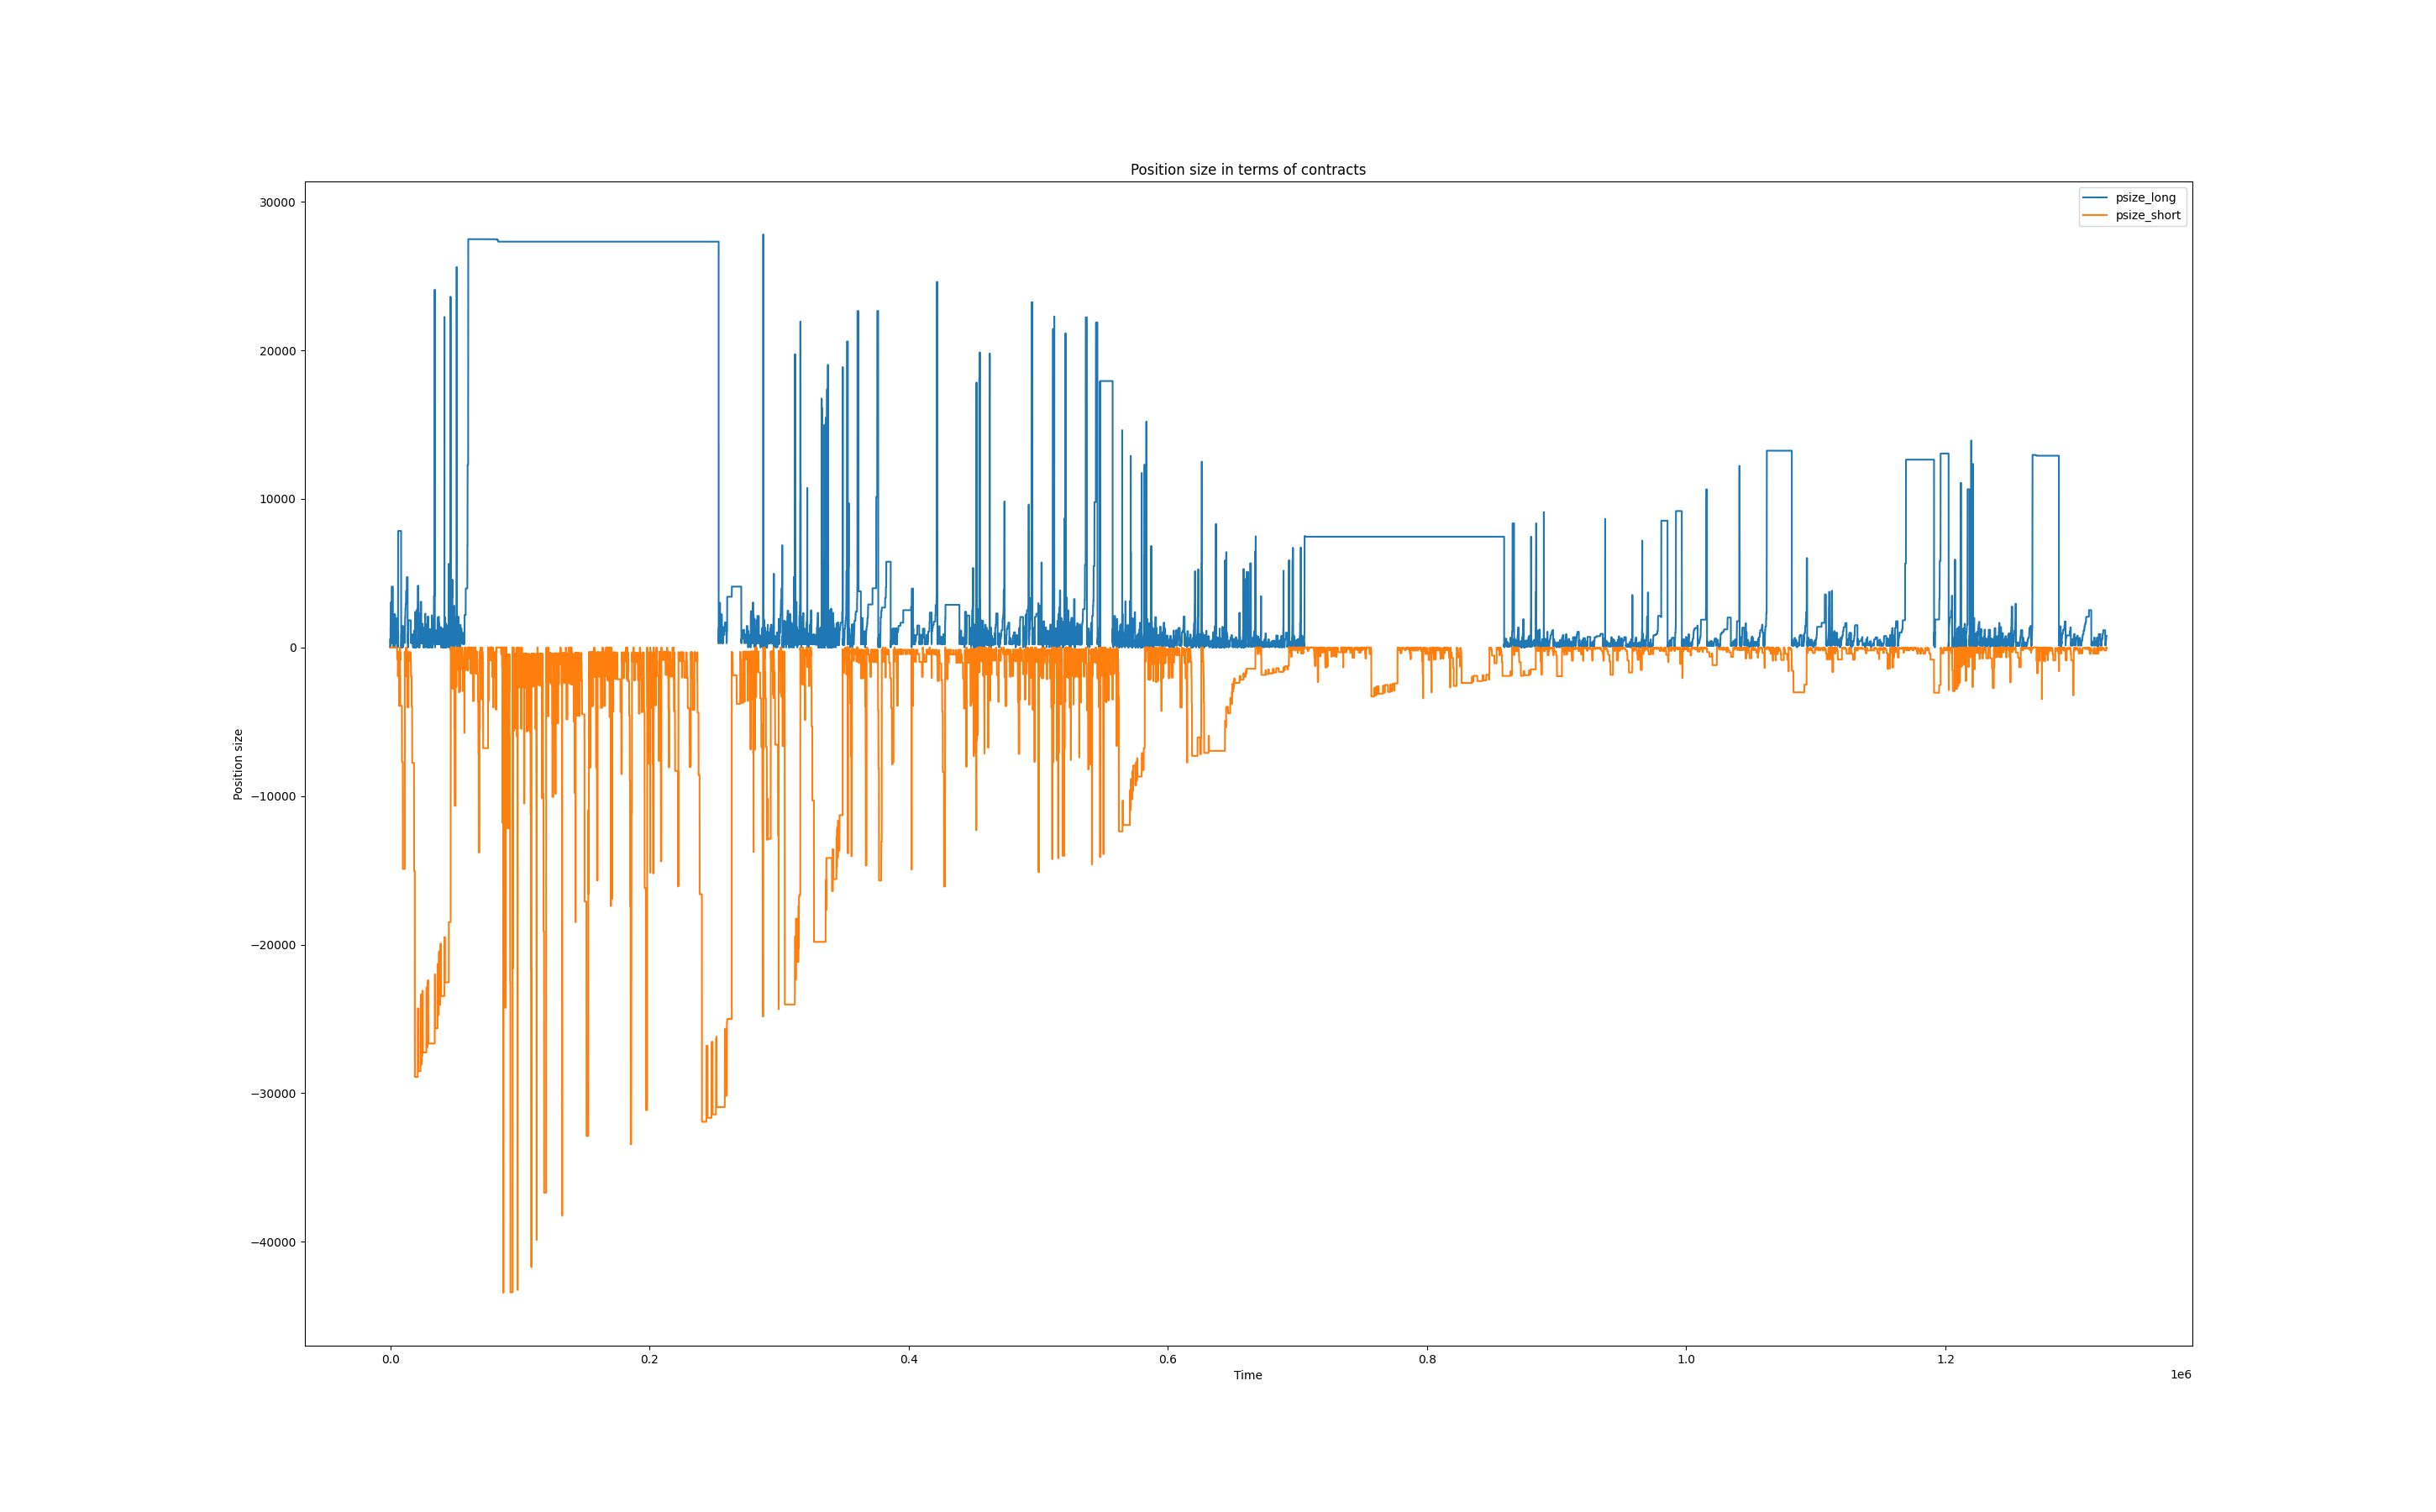 Position size in terms of contracts
psize_long
psize_short
30000
20000
10000
0
−10000
−20000
−30000
−40000
Position size
0.0
0.2
0.4
0.6
0.8
1.0
1.2
1e6
Time